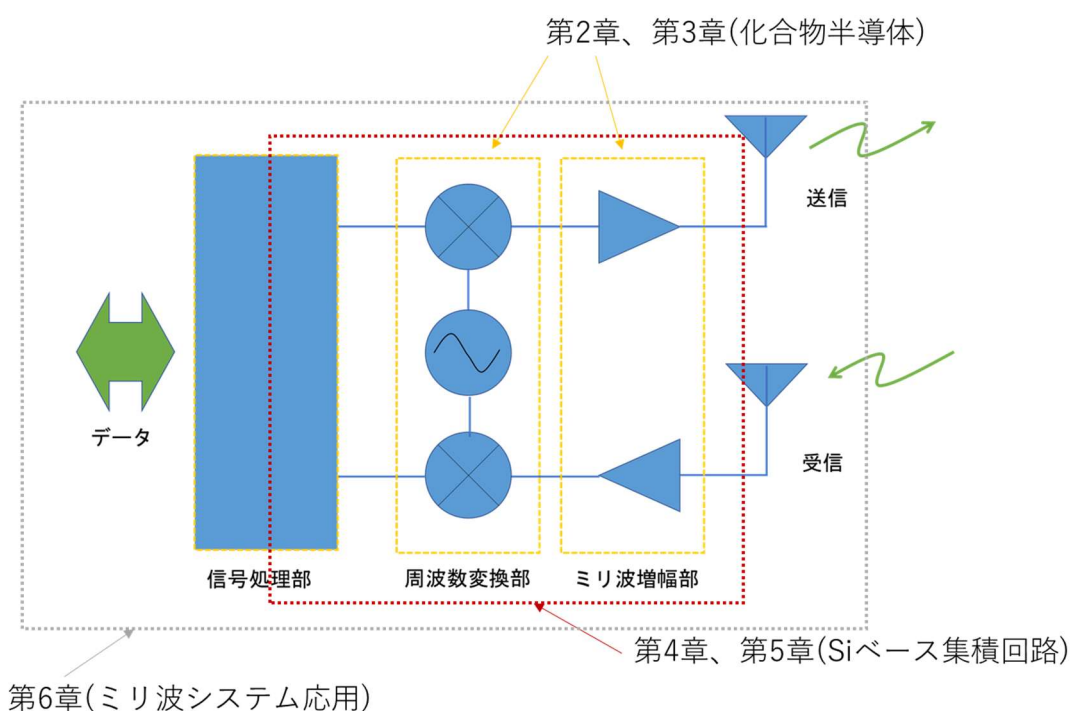 第2章、第3章(化合物半導体)
送信
データ
受信
信号処理部
周波数変換部
ミリ波増幅部
第4章、第5章(Siベース集積回路)
第6章(ミリ波システム応用)